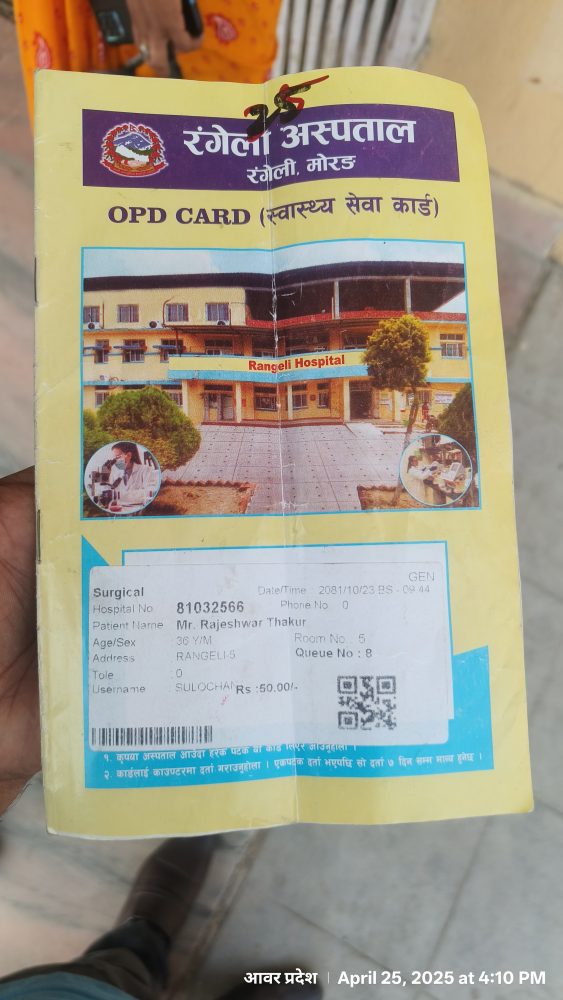 25
रंगेली अस्पताल
रंगेली, मोरङ
OPD CARD (स्वास्थ्य सेवा कार्ड)
Rangeli Hospital
GEN
Surgical Date/Time : 2081/10/23 BS - 09:44
Hospital No 81032566 Phone No : 0
Patient Name Mr. Rajeshwar Thakur
Age/Sex 36 Y/M Room No. : 5
Address : RANGELI-5 Queue No : 8
Tole : 0
Username : SULOCHAN Rs :50.00/-
१. कृपया अस्पताल आउँदा हरेक पटक यो कार्ड लिएर आउनुहोला ।
२. कार्डलाई काउण्टरमा दर्ता गराउनुहोला । एकपटक दर्ता भएपछि सो दर्ता ७ दिन सम्म मान्य हुनेछ ।
आवर प्रदेश | April 25, 2025 at 4:10 PM